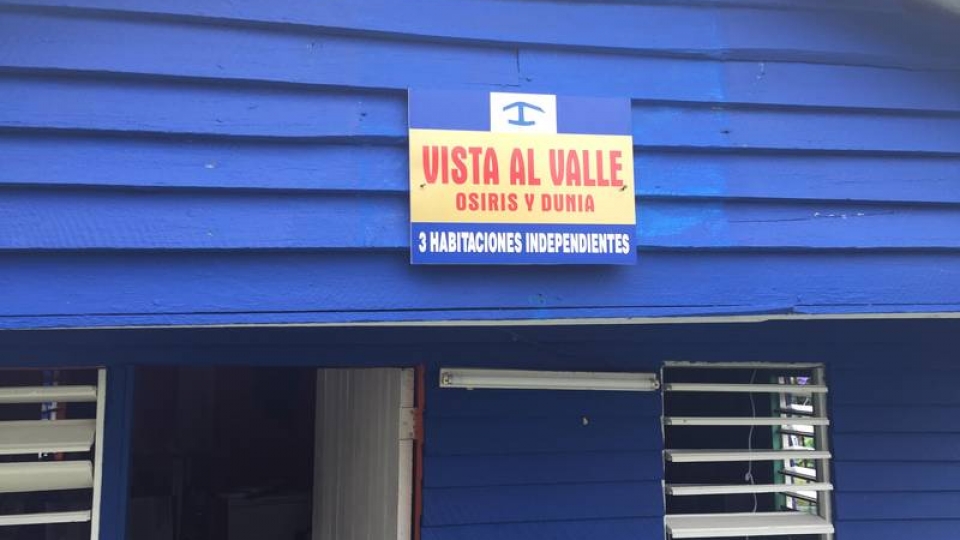 VISTA AL VALLE
OSIRIS Y DUNIA
3 HABITACIONES INDEPENDIENTES